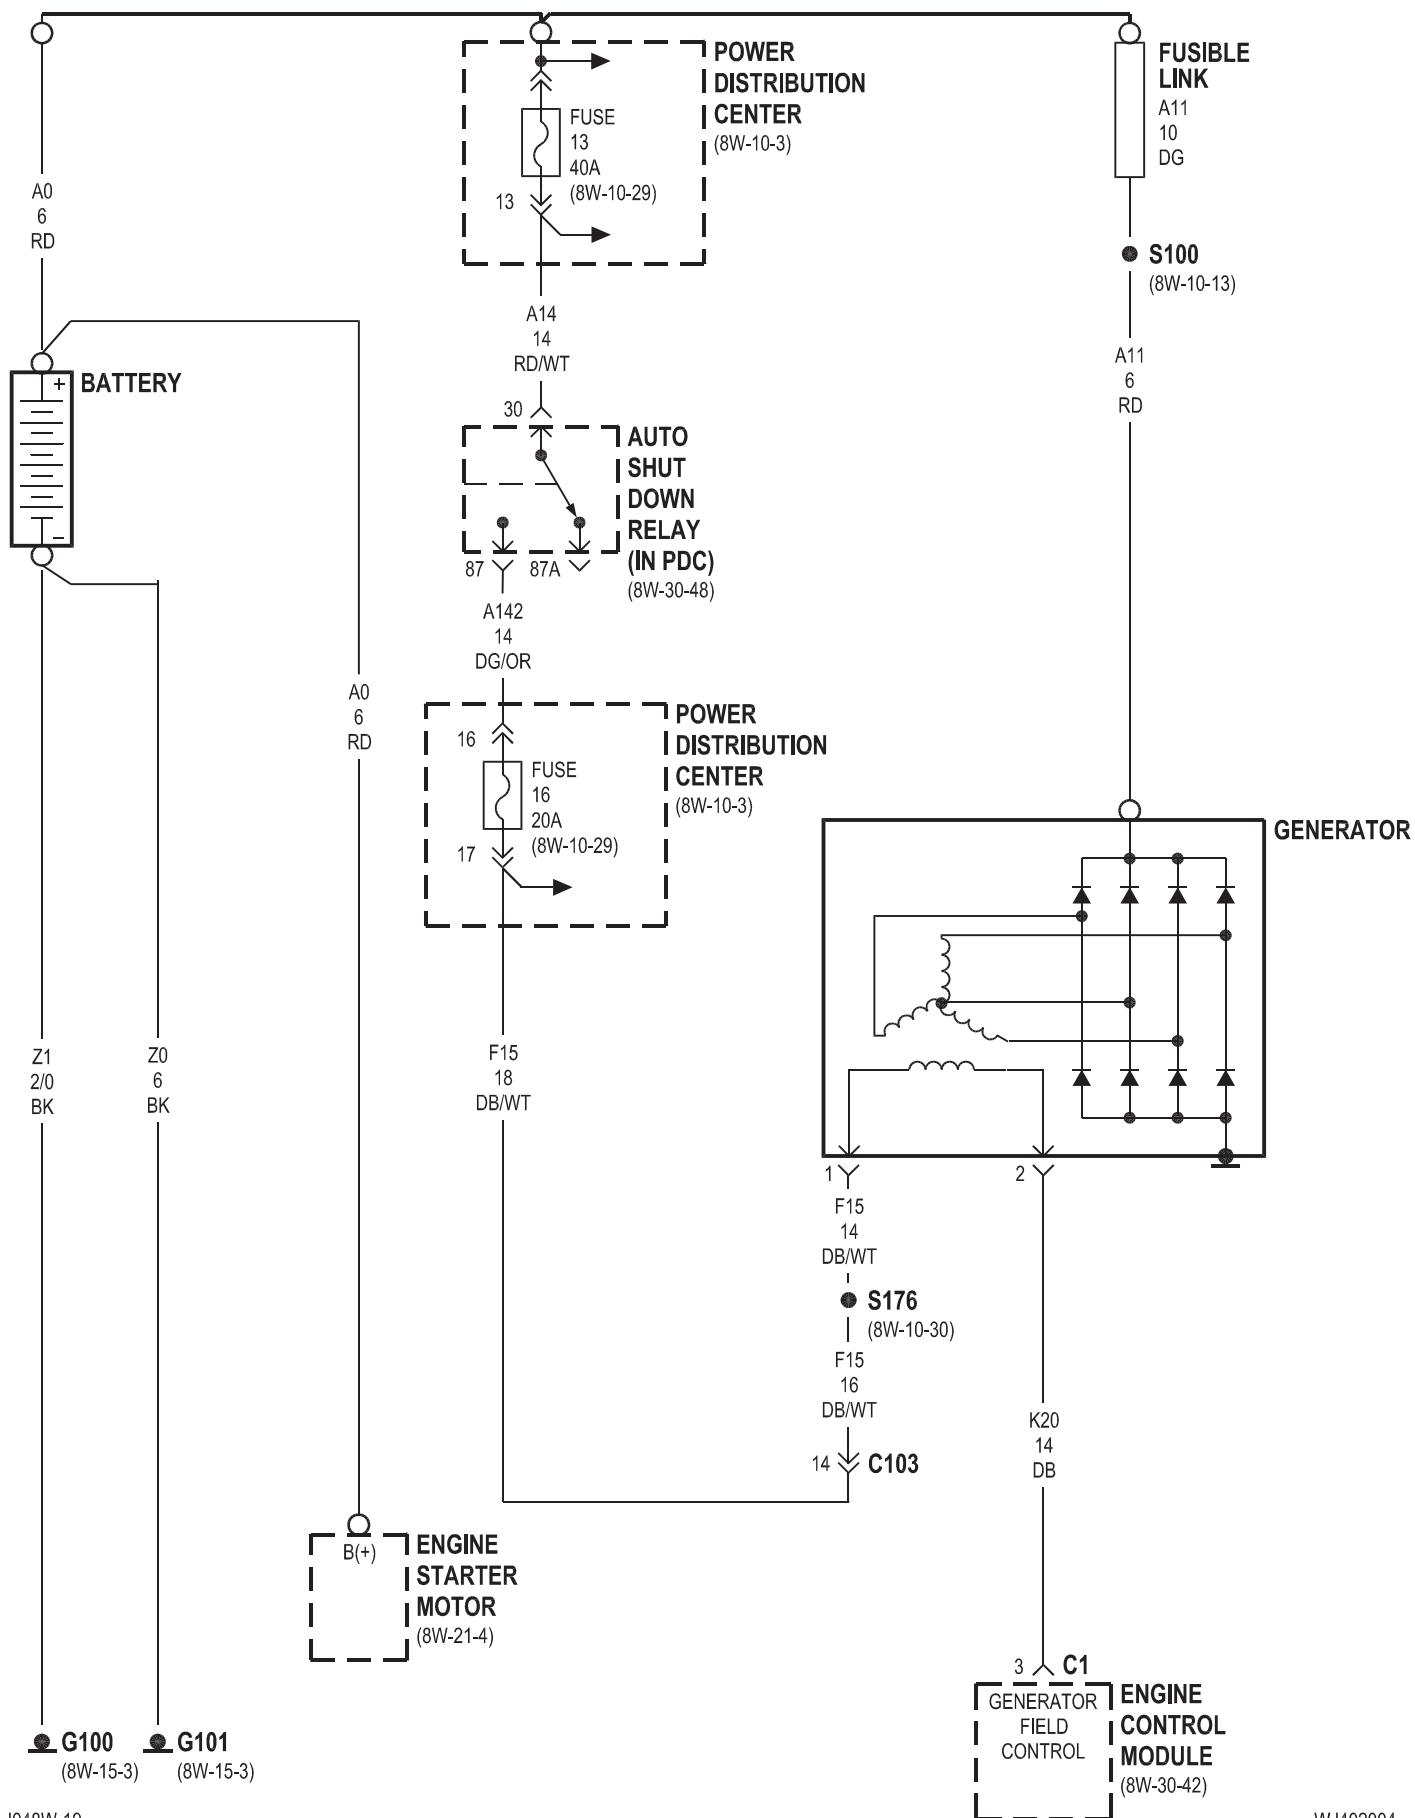 POWER
DISTRIBUTION
CENTER
(8W-10-3)
FUSE
13
40A
(8W-10-29)
13
FUSIBLE
LINK
A11
10
DG
A0
6
RD
S100
(8W-10-13)
A14
14
RD/WT
A11
6
RD
+
BATTERY
–
30
AUTO
SHUT
DOWN
RELAY
(IN PDC)
(8W-30-48)
87
87A
A142
14
DG/OR
A0
6
RD
POWER
DISTRIBUTION
CENTER
(8W-10-3)
16
FUSE
16
20A
(8W-10-29)
17
GENERATOR
Z1
2/0
BK
Z0
6
BK
F15
18
DB/WT
1
2
F15
14
DB/WT
S176
(8W-10-30)
F15
16
DB/WT
K20
14
DB
14
C103
B(+)
ENGINE
STARTER
MOTOR
(8W-21-4)
3
C1
GENERATOR
FIELD
CONTROL
ENGINE
CONTROL
MODULE
(8W-30-42)
G100
(8W-15-3)
G101
(8W-15-3)